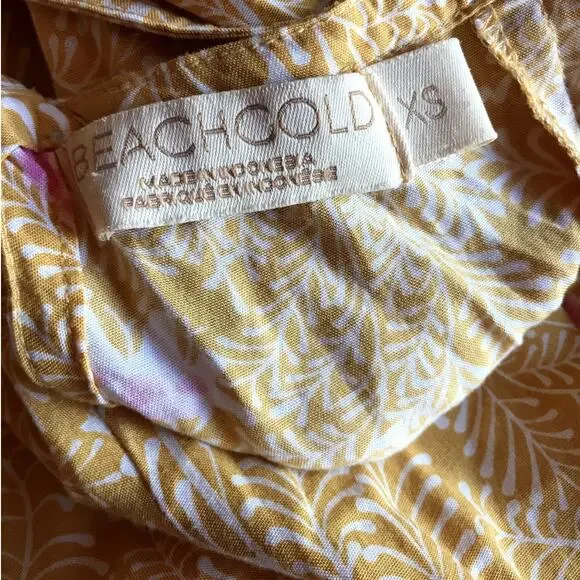 BEACHGOLD
XS
MADE IN INDONESIA
FABRIQUÉ EN INDONÉSIE